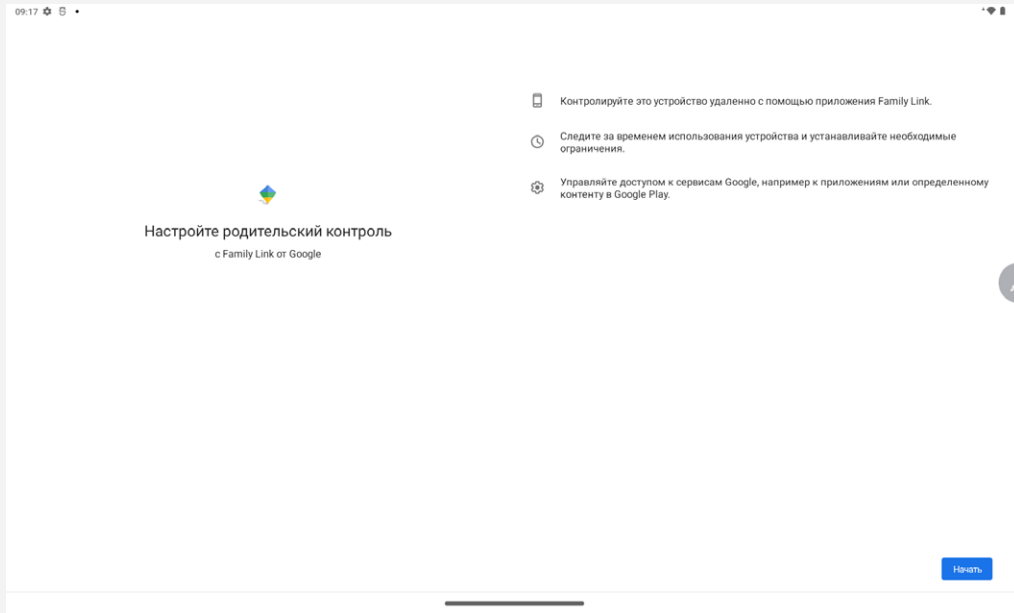 09:17
Контролируйте это устройство удаленно с помощью приложения Family Link.
Следите за временем использования устройства и устанавливайте необходимые
ограничения.
Управляйте доступом к сервисам Google, например к приложениям или определенному
контенту в Google Play.
Настройте родительский контроль
с Family Link от Google
Начать